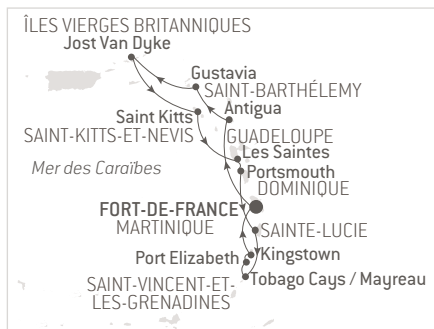 ÎLES VIERGES BRITANNIQUES
Jost Van Dyke
Gustavia
SAINT-BARTHÉLEMY
Antigua
Saint Kitts
SAINT-KITTS-ET-NEVIS
GUADELOUPE
Les Saintes
Mer des Caraïbes
Portsmouth
DOMINIQUE
FORT-DE-FRANCE
MARTINIQUE
SAINTE-LUCIE
Port Elizabeth
Kingstown
Tobago Cays / Mayreau
SAINT-VINCENT-ET-
LES-GRENADINES